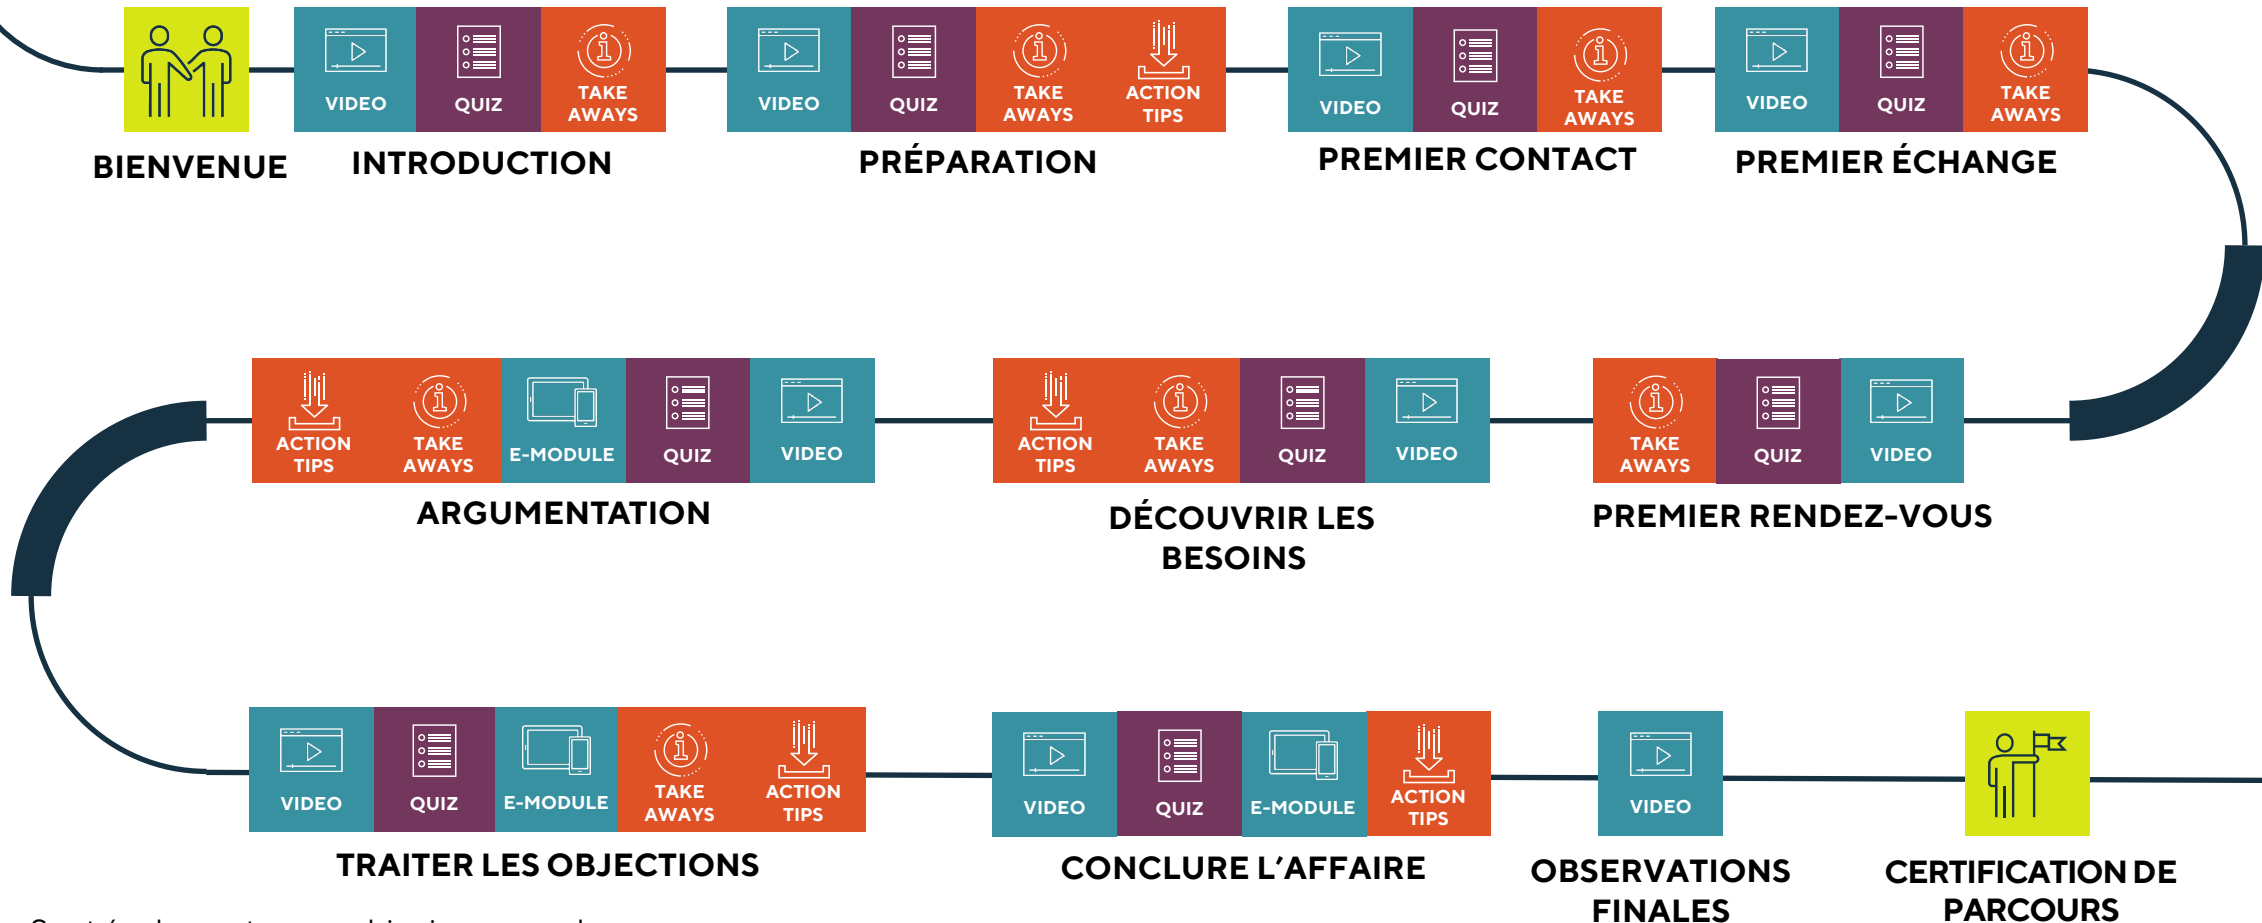 VIDEO
QUIZ
TAKE
AWAYS
VIDEO
QUIZ
TAKE
AWAYS
ACTION
TIPS
VIDEO
QUIZ
TAKE
AWAYS
VIDEO
QUIZ
TAKE
AWAYS
BIENVENUE
INTRODUCTION
PRÉPARATION
PREMIER CONTACT
PREMIER ÉCHANGE
ACTION
TIPS
TAKE
AWAYS
E-MODULE
QUIZ
VIDEO
ACTION
TIPS
TAKE
AWAYS
QUIZ
VIDEO
TAKE
AWAYS
QUIZ
VIDEO
ARGUMENTATION
DÉCOUVRIR LES
BESOINS
PREMIER RENDEZ-VOUS
VIDEO
QUIZ
E-MODULE
TAKE
AWAYS
ACTION
TIPS
VIDEO
QUIZ
E-MODULE
ACTION
TIPS
VIDEO
TRAITER LES OBJECTIONS
CONCLURE L’AFFAIRE
OBSERVATIONS
FINALES
CERTIFICATION DE
PARCOURS